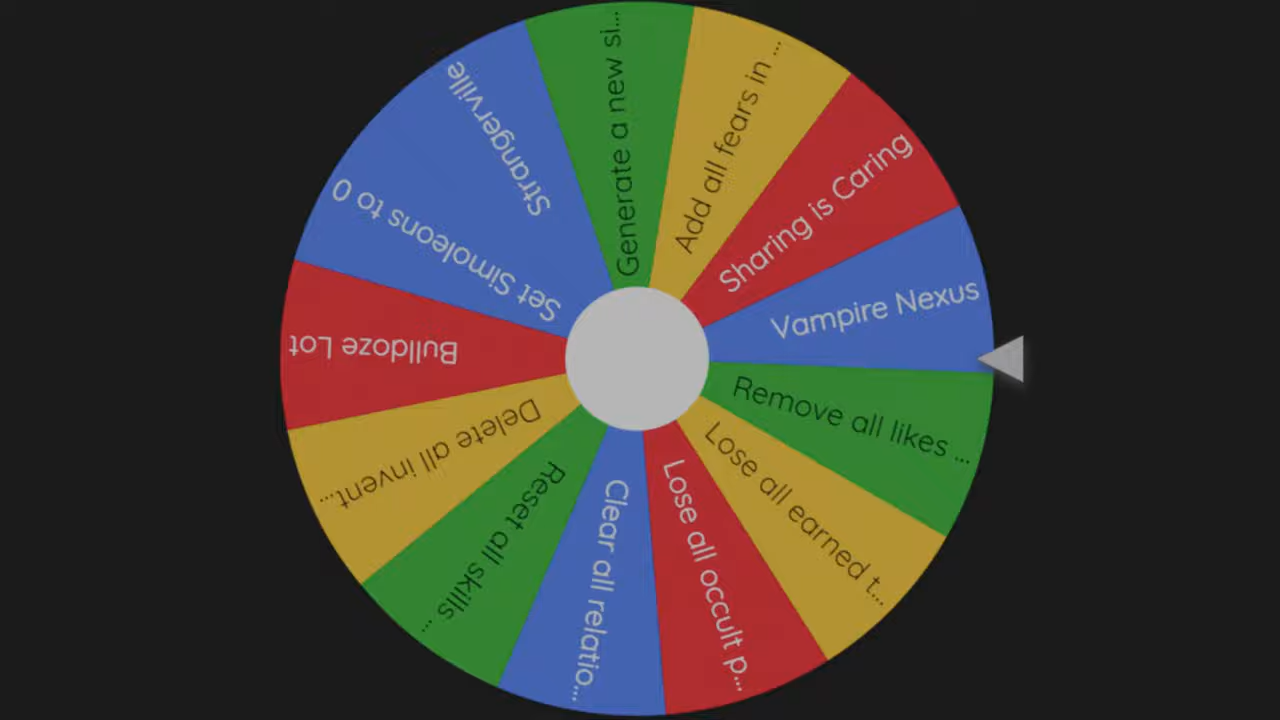 Generate a new si...
Add all fears in ...
Sharing is Caring
Vampire Nexus
Remove all likes ...
Lose all earned t...
Lose all occult p...
Clear all relatio...
Reset all skills ...
Delete all invent...
Bulldoze Lot
Set Simoleons to 0
Strangerville